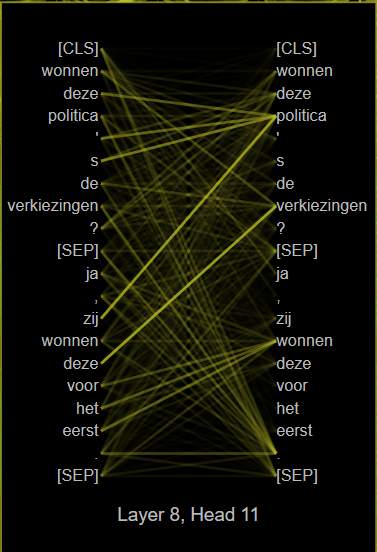 [CLS] [CLS]
wonnen wonnen
deze deze
politica politica
' '
s s
de de
verkiezingen verkiezingen
? ?
[SEP] [SEP]
ja ja
, ,
zij zij
wonnen wonnen
deze deze
voor voor
het het
eerst eerst
. .
[SEP] [SEP]
Layer 8, Head 11